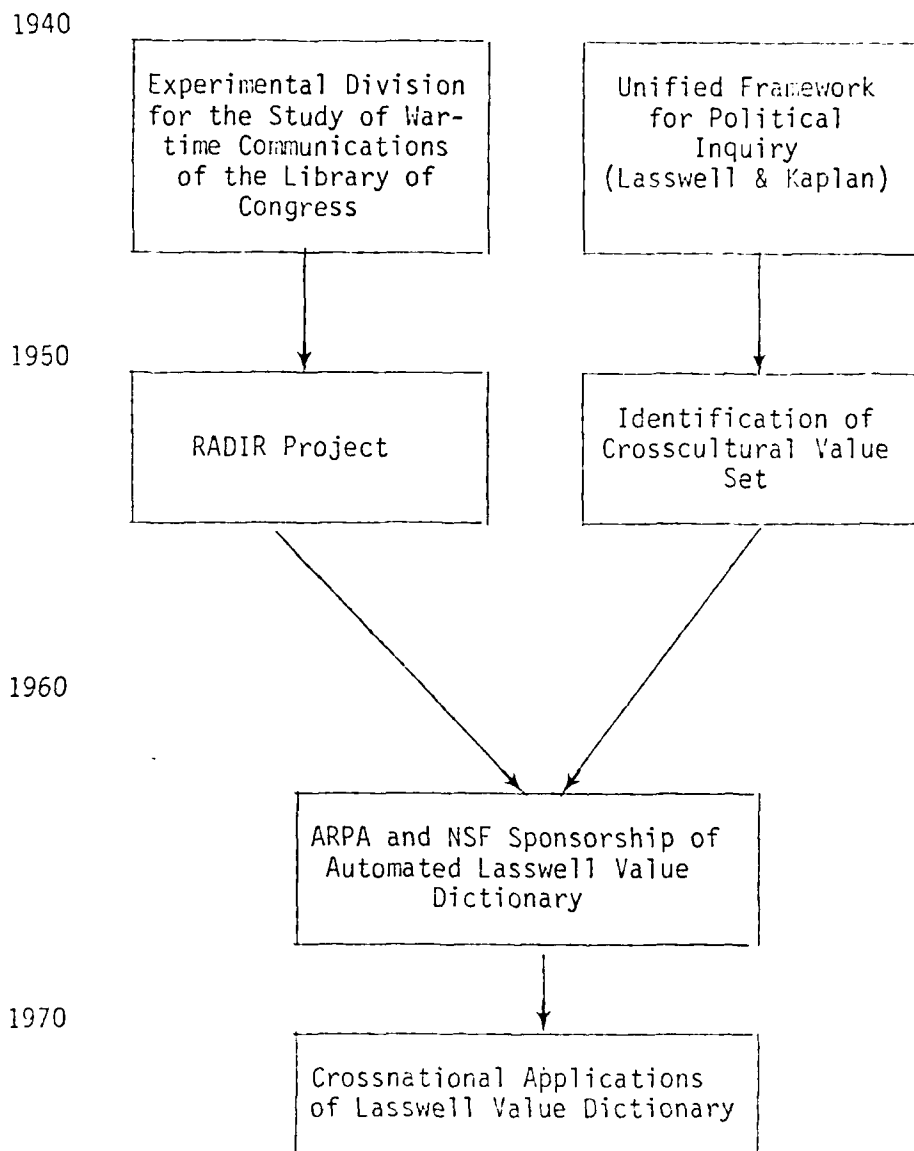 1940
Experimental Division
for the Study of War-
time Communications
of the Library of
Congress
Unified Framework
for Political
Inquiry
(Lasswell & Kaplan)
1950
RADIR Project
Identification of
Crosscultural Value
Set
1960
ARPA and NSF Sponsorship of
Automated Lasswell Value
Dictionary
1970
Crossnational Applications
of Lasswell Value Dictionary